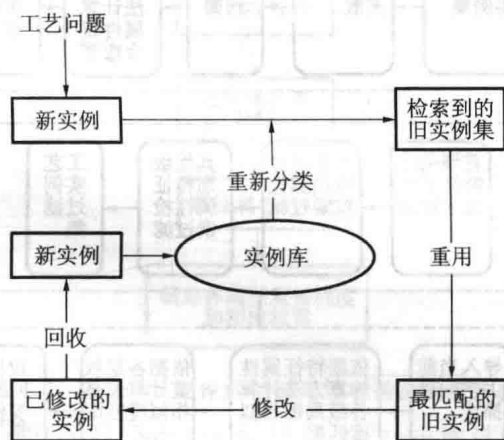 工艺问题
新实例
检索到的
旧实例集
重新分类
新实例
实例库
重用
回收
已修改的
实例
修改
最匹配的
旧实例